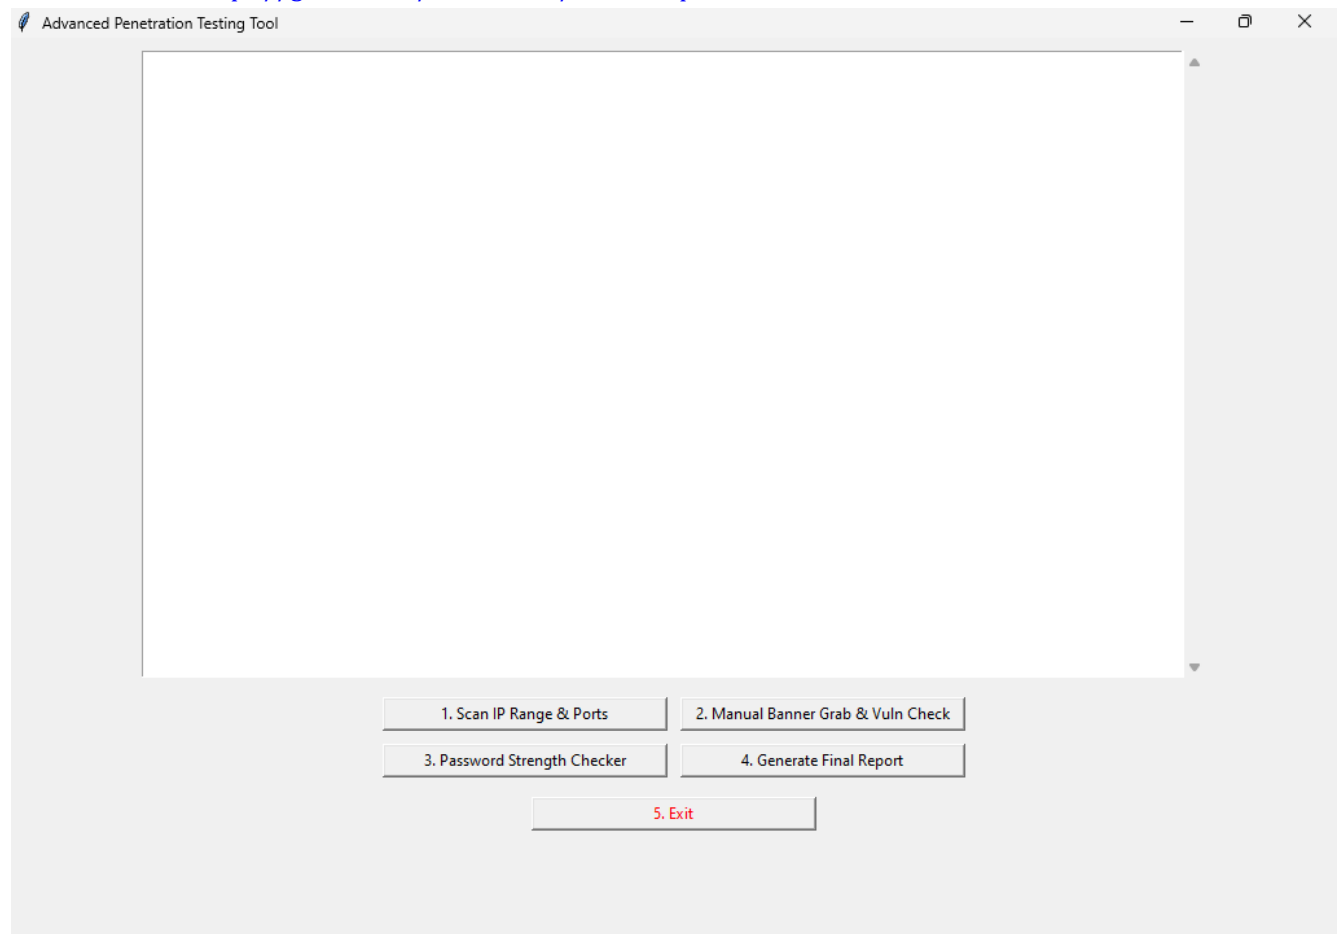 Advanced Penetration Testing Tool
1. Scan IP Range & Ports
2. Manual Banner Grab & Vuln Check
3. Password Strength Checker
4. Generate Final Report
5. Exit